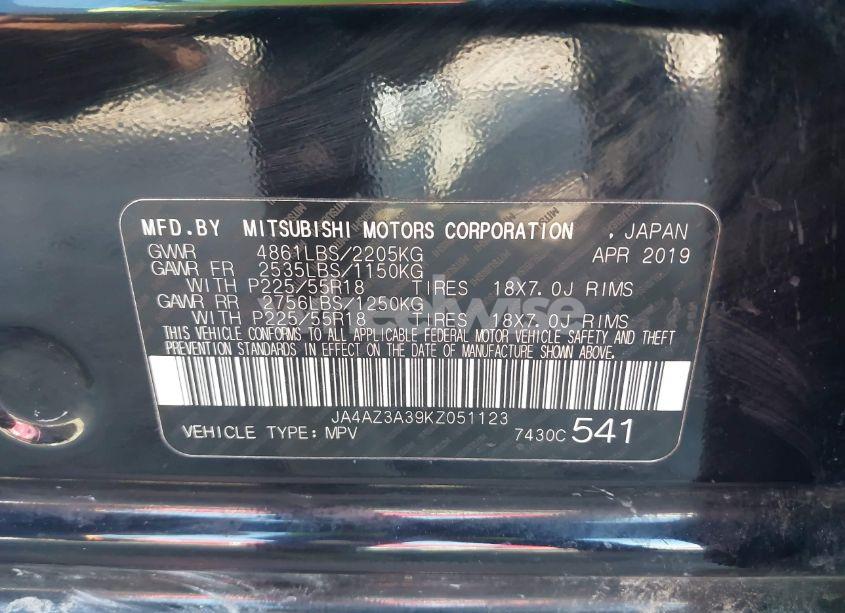 MFD.BY MITSUBISHI MOTORS CORPORATION , JAPAN
GVWR 4861LBS/2205KG APR 2019
GAWR FR 2535LBS/1150KG
WITH P225/55R18 TIRES 18X7.0J RIMS
GAWR RR 2756LBS/1250KG
WITH P225/55R18 TIRES 18X7.0J RIMS
THIS VEHICLE CONFORMS TO ALL APPLICABLE FEDERAL MOTOR VEHICLE SAFETY AND THEFT
PREVENTION STANDARDS IN EFFECT ON THE DATE OF MANUFACTURE SHOWN ABOVE.
JA4AZ3A39KZ051123
VEHICLE TYPE: MPV 7430C 541